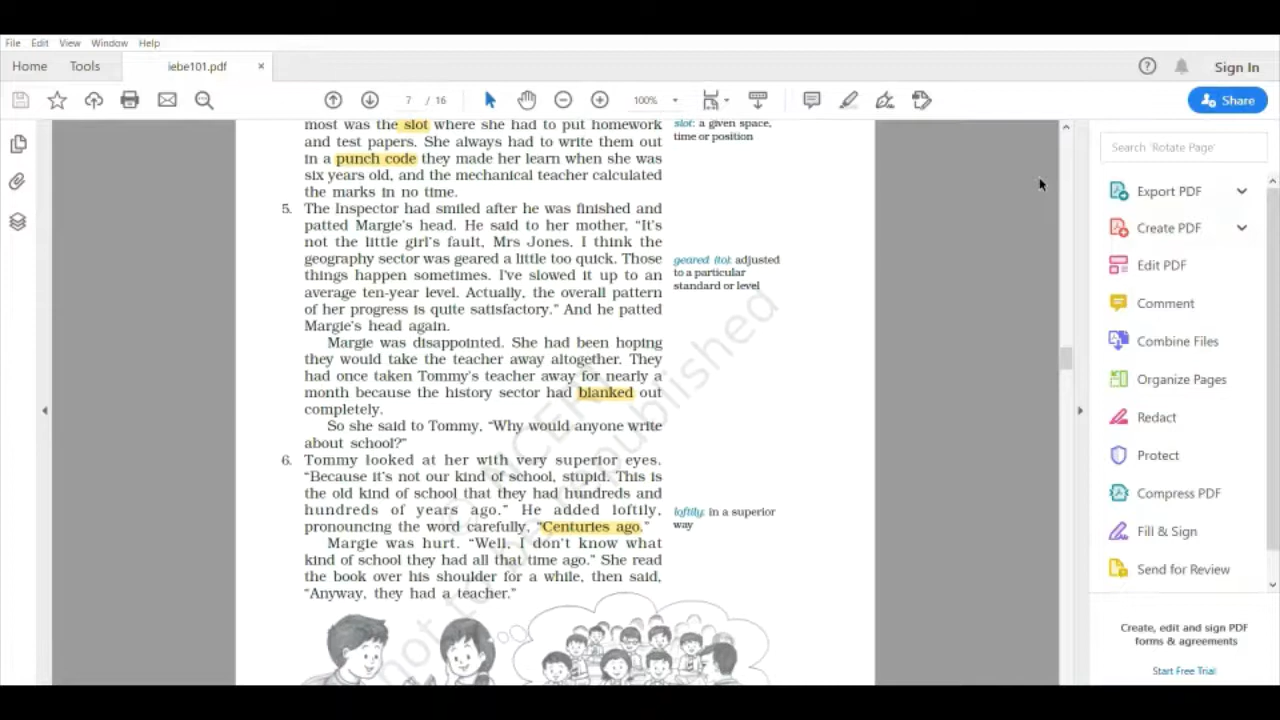 File Edit View Window Help
Home Tools iebe101.pdf × Sign In
7 / 16 100% Share
most was the slot where she had to put homework
and test papers. She always had to write them out
in a punch code they made her learn when she was
six years old, and the mechanical teacher calculated
the marks in no time.
slot: a given space,
time or position
5. The Inspector had smiled after he was finished and
patted Margie's head. He said to her mother, “It's
not the little girl's fault, Mrs Jones. I think the
geography sector was geared a little too quick. Those
things happen sometimes. I've slowed it up to an
average ten-year level. Actually, the overall pattern
of her progress is quite satisfactory.” And he patted
Margie's head again.
geared (to): adjusted
to a particular
standard or level
Margie was disappointed. She had been hoping
they would take the teacher away altogether. They
had once taken Tommy's teacher away for nearly a
month because the history sector had blanked out
completely.
So she said to Tommy, “Why would anyone write
about school?”
6. Tommy looked at her with very superior eyes.
“Because it's not our kind of school, stupid. This is
the old kind of school that they had hundreds and
hundreds of years ago.” He added loftily,
pronouncing the word carefully, “Centuries ago.”
loftily: in a superior
way
Margie was hurt. “Well, I don't know what
kind of school they had all that time ago.” She read
the book over his shoulder for a while, then said,
“Anyway, they had a teacher.”
not to be republished
Search 'Rotate Page'
Export PDF
Create PDF
Edit PDF
Comment
Combine Files
Organize Pages
Redact
Protect
Compress PDF
Fill & Sign
Send for Review
Create, edit and sign PDF
forms & agreements
Start Free Trial